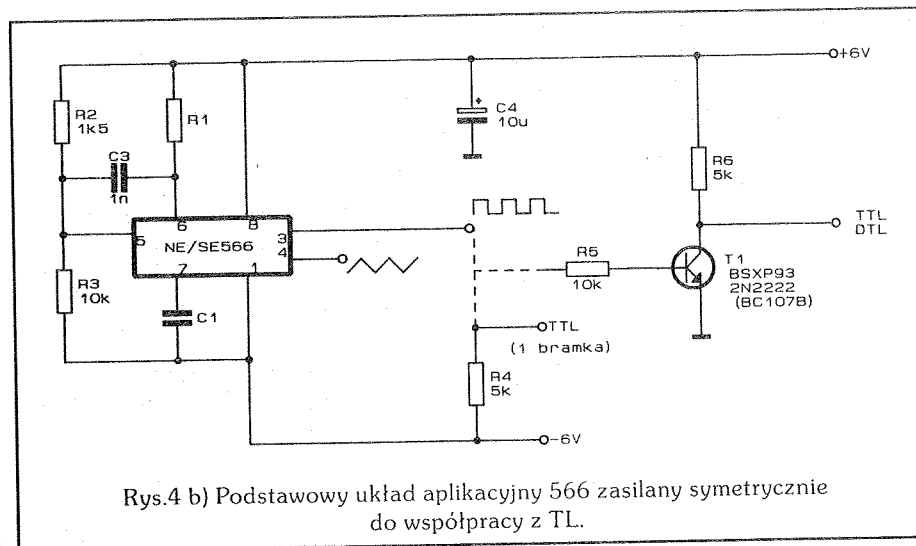 +6V
R2
1k5
R1
C3
1n
+
C4
10u
R6
5k
6
8
5
NE/SE566
3
4
7
1
R3
10k
C1
R5
10k
TTL
DTL
T1
BSXP93
2N2222
(BC107B)
TTL
(1 bramka)
R4
5k
-6V
Rys.4 b) Podstawowy układ aplikacyjny 566 zasilany symetrycznie
do współpracy z TL.